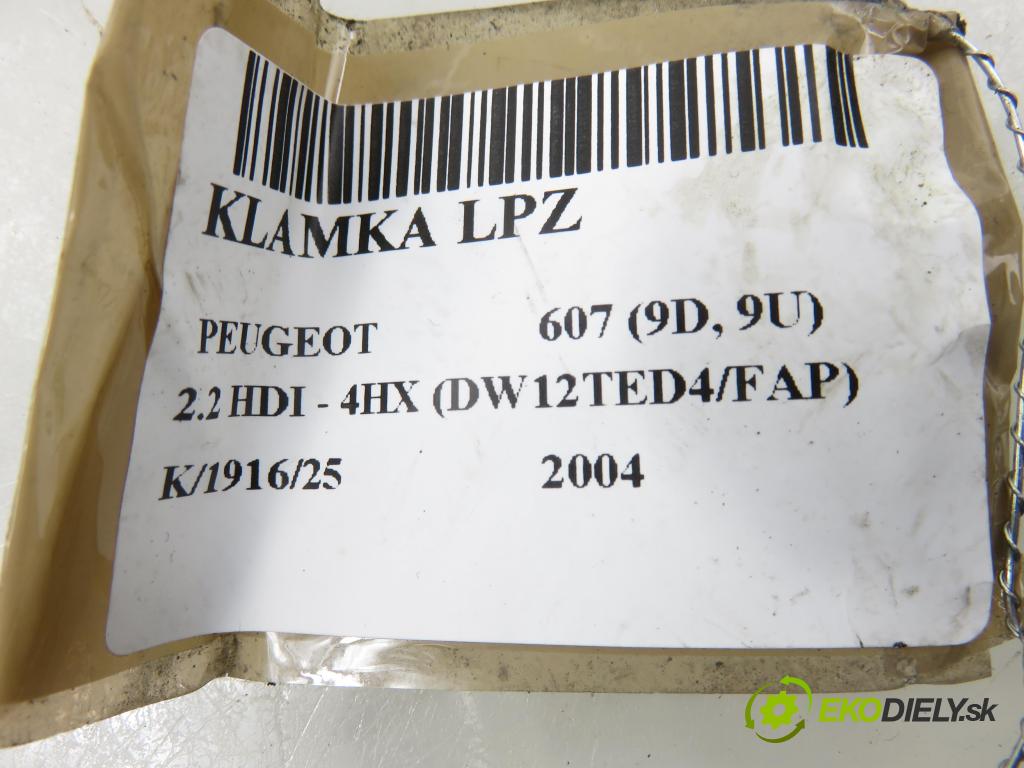 KLAMKA LPZ
PEUGEOT 607 (9D, 9U)
2.2 HDI - 4HX (DW12TED4/FAP)
K/1916/25 2004
EKODIELY.sk